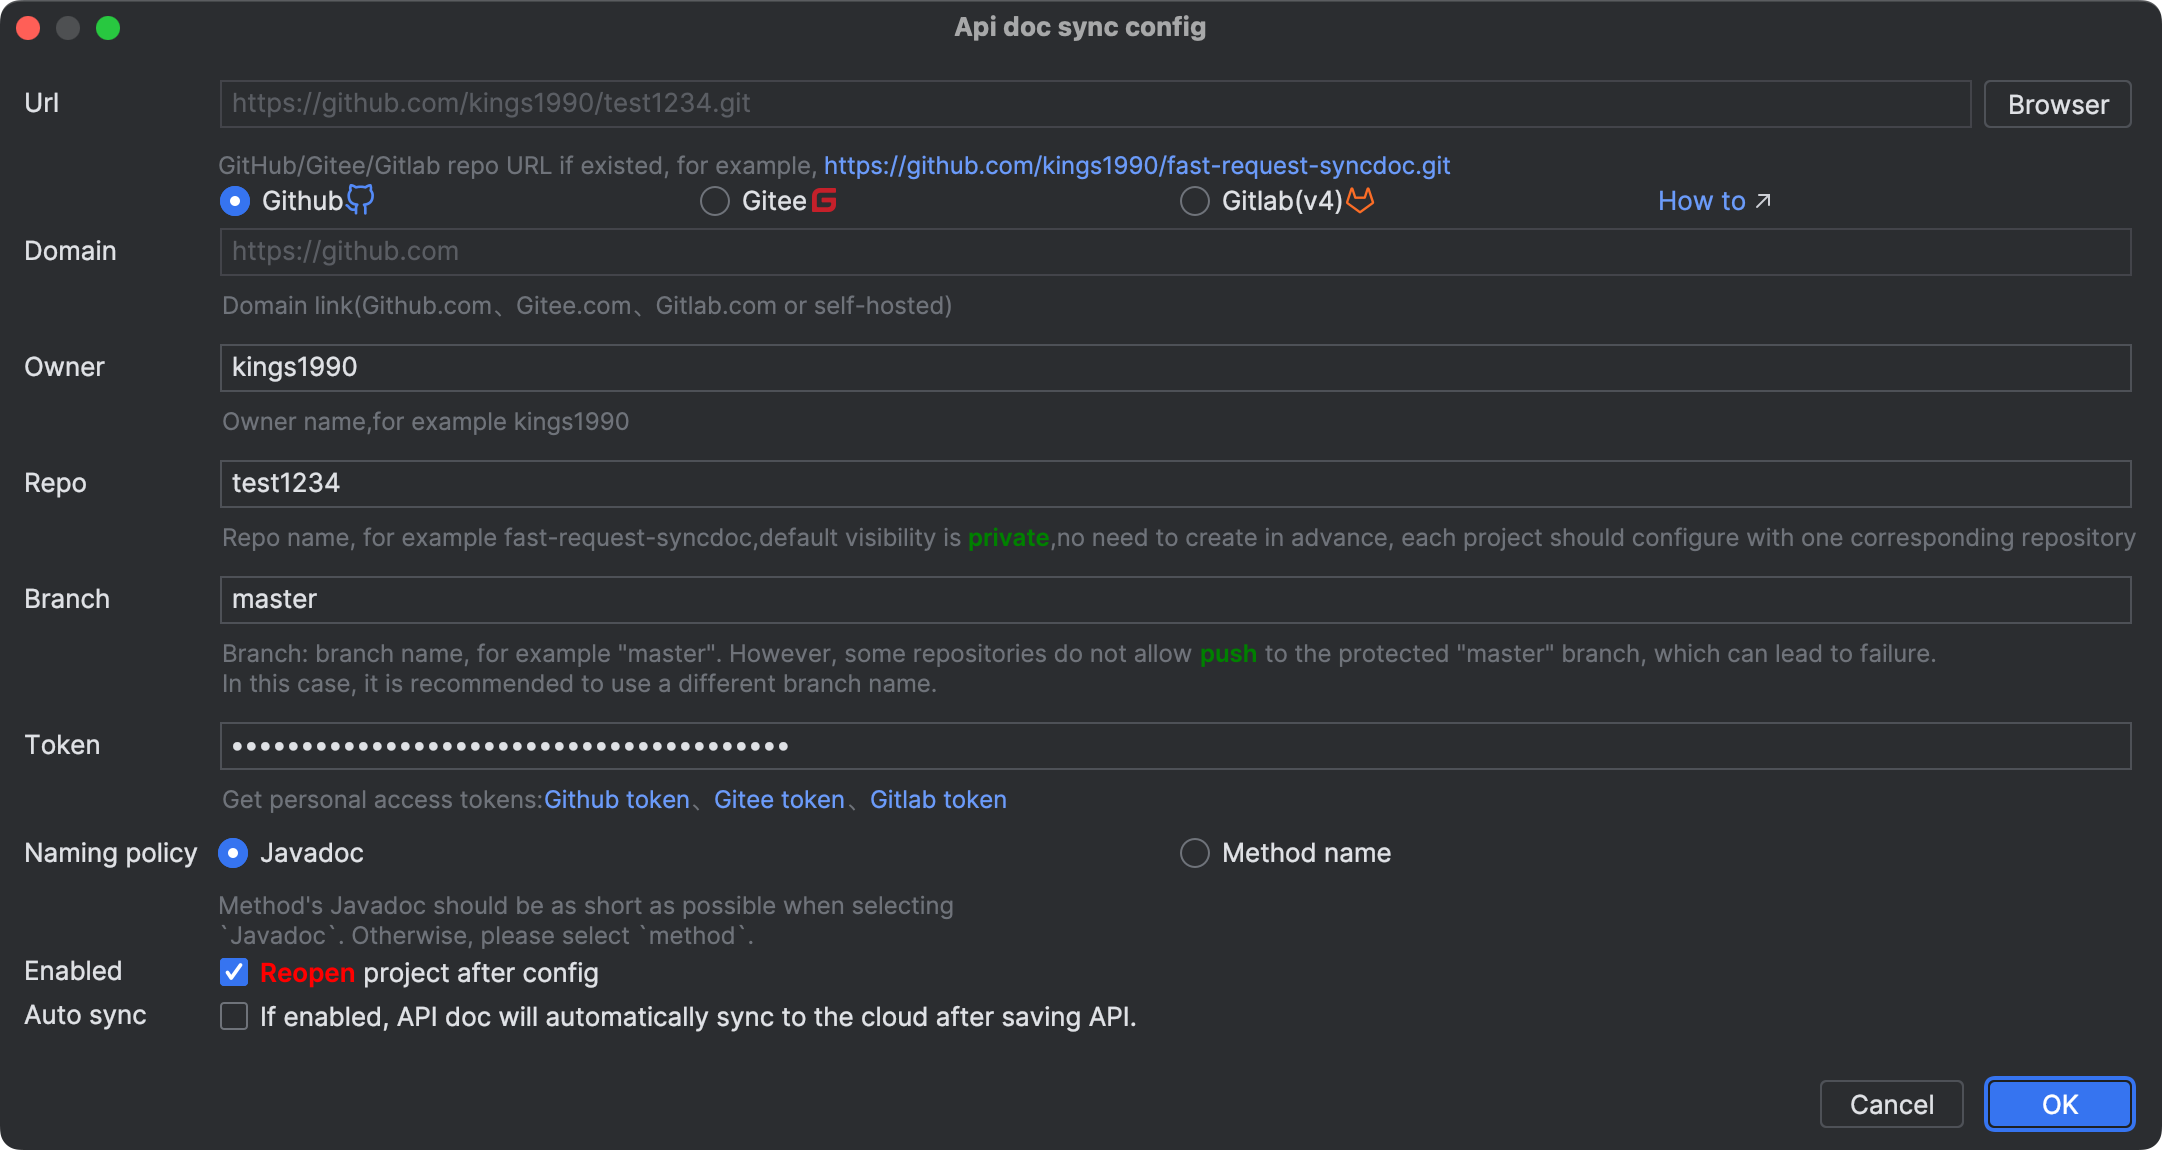 Api doc sync config
Url https://github.com/kings1990/test1234.git Browser
GitHub/Gitee/Gitlab repo URL if existed, for example, https://github.com/kings1990/fast-request-syncdoc.git
Github Gitee Gitlab(v4) How to ↗
Domain https://github.com
Domain link(Github.com、Gitee.com、Gitlab.com or self-hosted)
Owner kings1990
Owner name,for example kings1990
Repo test1234
Repo name, for example fast-request-syncdoc,default visibility is private,no need to create in advance, each project should configure with one corresponding repository
Branch master
Branch: branch name, for example "master". However, some repositories do not allow push to the protected "master" branch, which can lead to failure.
In this case, it is recommended to use a different branch name.
Token ••••••••••••••••••••••••••••••••••••••••
Get personal access tokens:Github token、Gitee token、Gitlab token
Naming policy Javadoc Method name
Method's Javadoc should be as short as possible when selecting
`Javadoc`. Otherwise, please select `method`.
Enabled Reopen project after config
Auto sync If enabled, API doc will automatically sync to the cloud after saving API.
Cancel OK